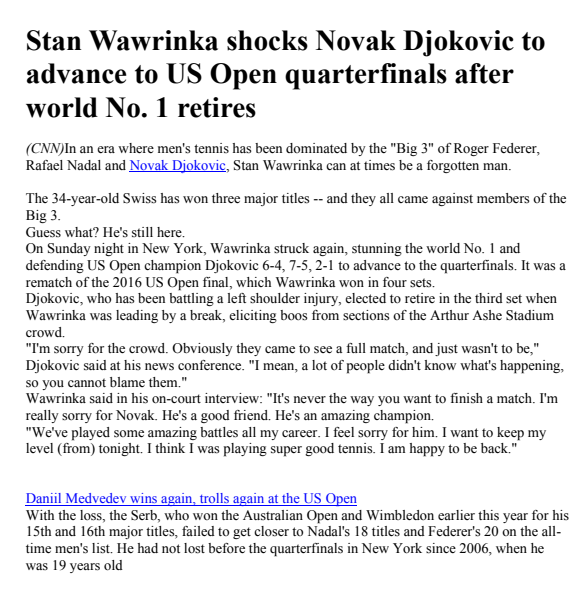 Stan Wawrinka shocks Novak Djokovic to
advance to US Open quarterfinals after
world No. 1 retires
(CNN)In an era where men's tennis has been dominated by the "Big 3" of Roger Federer,
Rafael Nadal and Novak Djokovic, Stan Wawrinka can at times be a forgotten man.
The 34-year-old Swiss has won three major titles -- and they all came against members of the
Big 3.
Guess what? He's still here.
On Sunday night in New York, Wawrinka struck again, stunning the world No. 1 and
defending US Open champion Djokovic 6-4, 7-5, 2-1 to advance to the quarterfinals. It was a
rematch of the 2016 US Open final, which Wawrinka won in four sets.
Djokovic, who has been battling a left shoulder injury, elected to retire in the third set when
Wawrinka was leading by a break, eliciting boos from sections of the Arthur Ashe Stadium
crowd.
"I'm sorry for the crowd. Obviously they came to see a full match, and just wasn't to be,"
Djokovic said at his news conference. "I mean, a lot of people didn't know what's happening,
so you cannot blame them."
Wawrinka said in his on-court interview: "It's never the way you want to finish a match. I'm
really sorry for Novak. He's a good friend. He's an amazing champion.
"We've played some amazing battles all my career. I feel sorry for him. I want to keep my
level (from) tonight. I think I was playing super good tennis. I am happy to be back."
Daniil Medvedev wins again, trolls again at the US Open
With the loss, the Serb, who won the Australian Open and Wimbledon earlier this year for his
15th and 16th major titles, failed to get closer to Nadal's 18 titles and Federer's 20 on the all-
time men's list. He had not lost before the quarterfinals in New York since 2006, when he
was 19 years old